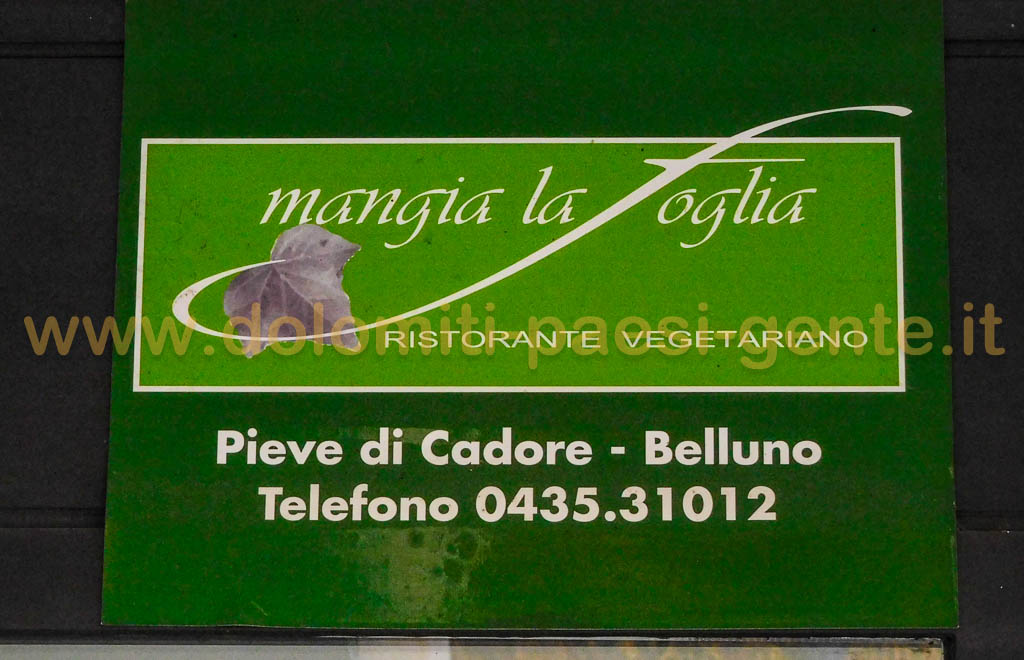 mangia la foglia
RISTORANTE VEGETARIANO
www.dolomiti-paesi-gente.it
Pieve di Cadore - Belluno
Telefono 0435.31012